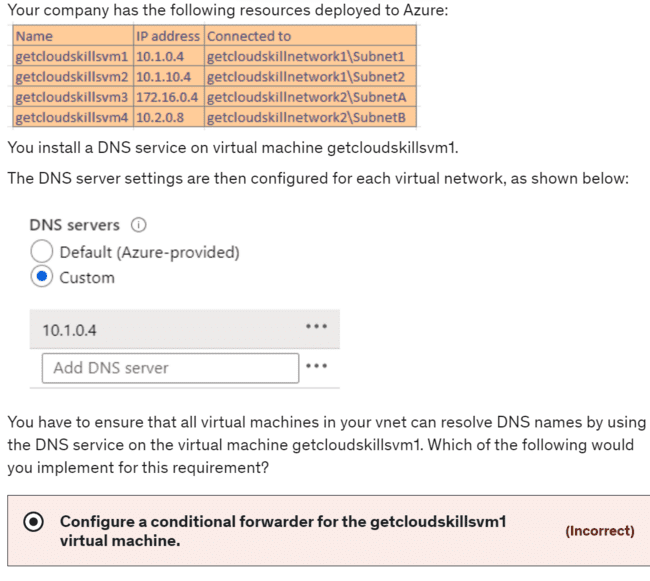 Your company has the following resources deployed to Azure:
Name IP address Connected to
getcloudskillsvm1 10.1.0.4 getcloudskillnetwork1\Subnet1
getcloudskillsvm2 10.1.10.4 getcloudskillnetwork1\Subnet2
getcloudskillsvm3 172.16.0.4 getcloudskillnetwork2\SubnetA
getcloudskillsvm4 10.2.0.8 getcloudskillnetwork2\SubnetB
You install a DNS service on virtual machine getcloudskillsvm1.
The DNS server settings are then configured for each virtual network, as shown below:
DNS servers
Default (Azure-provided)
Custom
10.1.0.4
Add DNS server
You have to ensure that all virtual machines in your vnet can resolve DNS names by using
the DNS service on the virtual machine getcloudskillsvm1. Which of the following would
you implement for this requirement?
Configure a conditional forwarder for the getcloudskillsvm1
virtual machine.
(Incorrect)